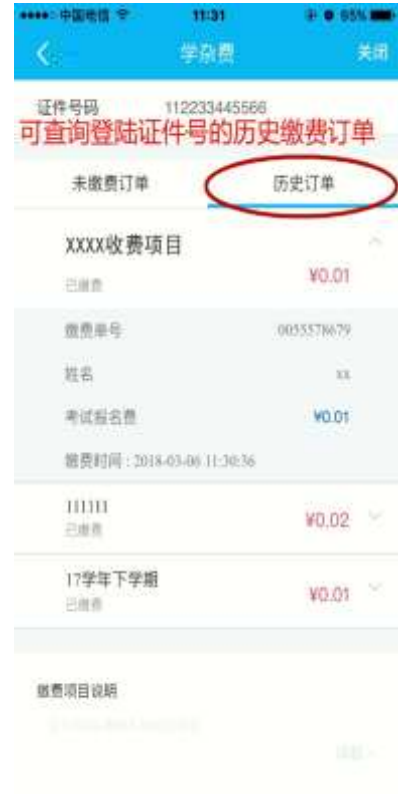 中国电信 11:31 65%
学杂费 关闭
证件号码 112233445566
可查询登陆证件号的历史缴费订单
未缴费订单 历史订单
XXXX收费项目
已缴费 ¥0.01
缴费单号 0055578679
姓名 xx
考试报名费 ¥0.01
缴费时间：2018-03-06 11:30:36
111111
已缴费 ¥0.02
17学年下学期
已缴费 ¥0.01
缴费项目说明